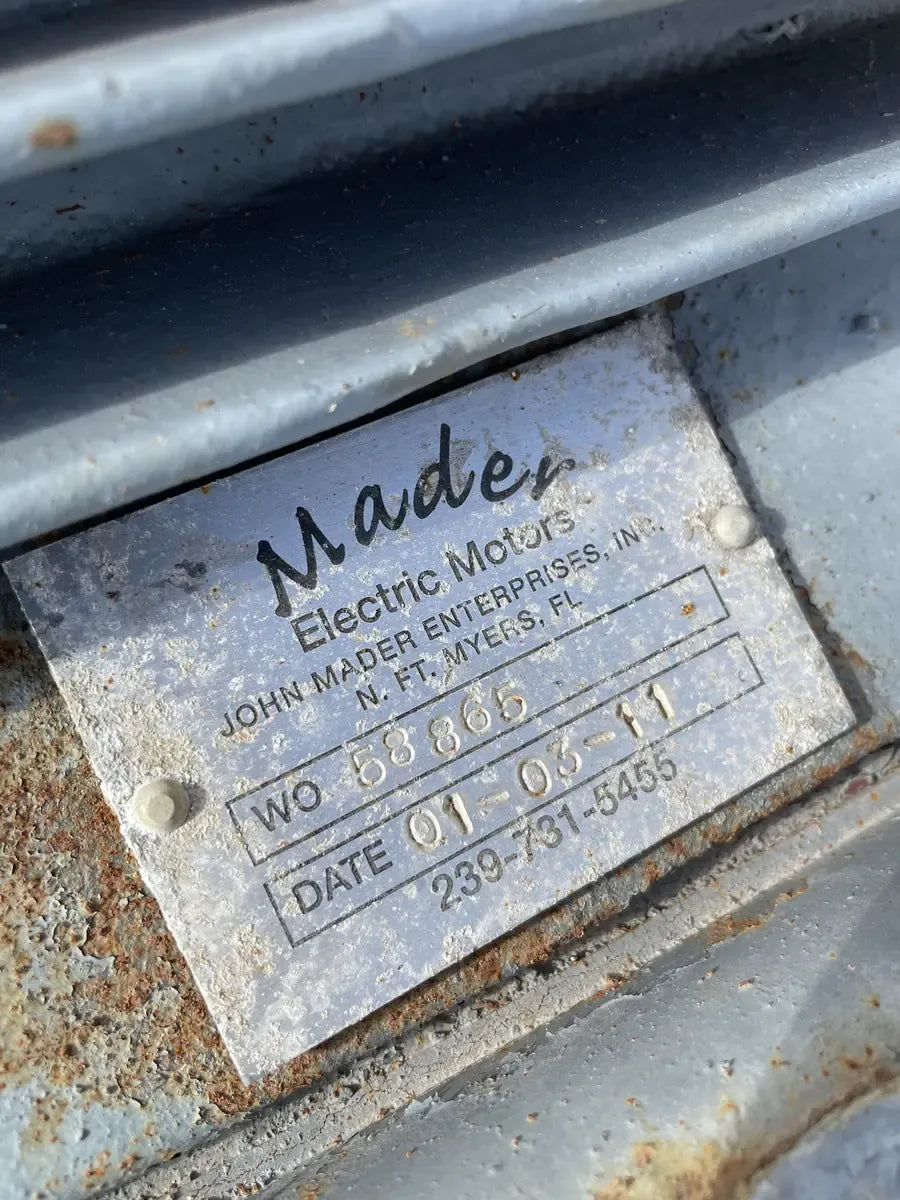 Mader
Electric Motors
JOHN MADER ENTERPRISES, INC.
N. FT. MYERS, FL
WO 58865
DATE 01-03-11
239-731-5455